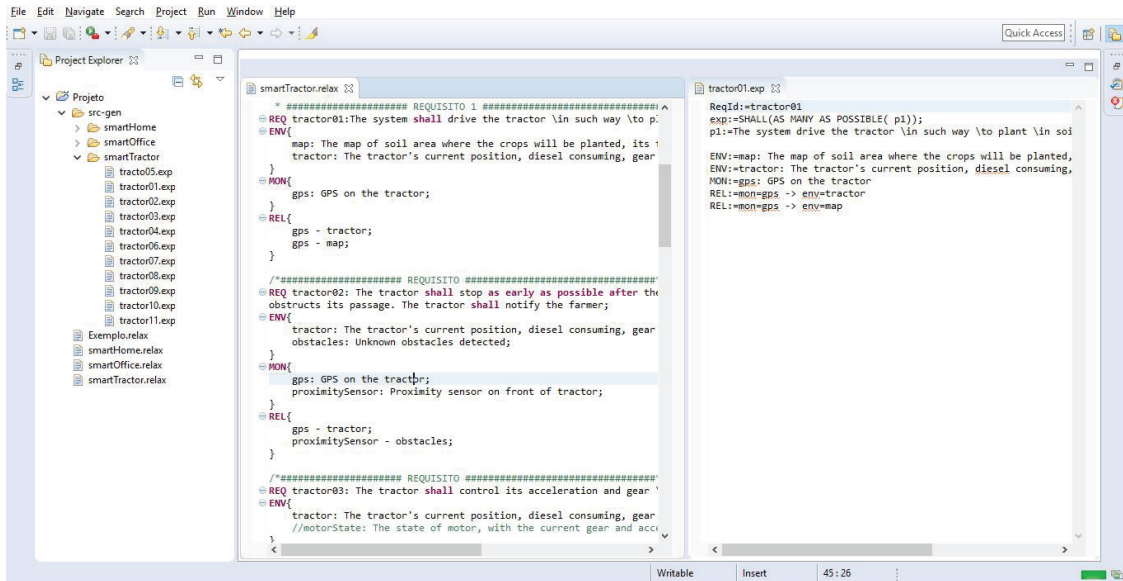 File Edit Navigate Search Project Run Window Help
Quick Access
Project Explorer
Projeto
src-gen
smartHome
smartOffice
smartTractor
tracto05.exp
tractor01.exp
tractor02.exp
tractor03.exp
tractor04.exp
tractor06.exp
tractor07.exp
tractor08.exp
tractor09.exp
tractor10.exp
tractor11.exp
Exemplo.relax
smartHome.relax
smartOffice.relax
smartTractor.relax
smartTractor.relax
* ##################### REQUISITO 1 ##############################
REQ tractor01:The system shall drive the tractor \in such way \to pl
ENV{
map: The map of soil area where the crops will be planted, its
tractor: The tractor's current position, diesel consuming, gear
}
MON{
gps: GPS on the tractor;
}
REL{
gps - tractor;
gps - map;
}
/*##################### REQUISITO ################################
REQ tractor02: The tractor shall stop as early as possible after the
obstructs its passage. The tractor shall notify the farmer;
ENV{
tractor: The tractor's current position, diesel consuming, gear
obstacles: Unknown obstacles detected;
}
MON{
gps: GPS on the tractor;
proximitySensor: Proximity sensor on front of tractor;
}
REL{
gps - tractor;
proximitySensor - obstacles;
}
/*##################### REQUISITO ################################
REQ tractor03: The tractor shall control its acceleration and gear
ENV{
tractor: The tractor's current position, diesel consuming, gear
//motorState: The state of motor, with the current gear and acce
}
tractor01.exp
ReqId:=tractor01
exp:=SHALL(AS MANY AS POSSIBLE( p1));
p1:=The system drive the tractor \in such way \to plant \in soi
ENV:=map: The map of soil area where the crops will be planted,
ENV:=tractor: The tractor's current position, diesel consuming,
MON:=gps: GPS on the tractor
REL:=mon=gps -> env=tractor
REL:=mon=gps -> env=map
Writable Insert 45 : 26